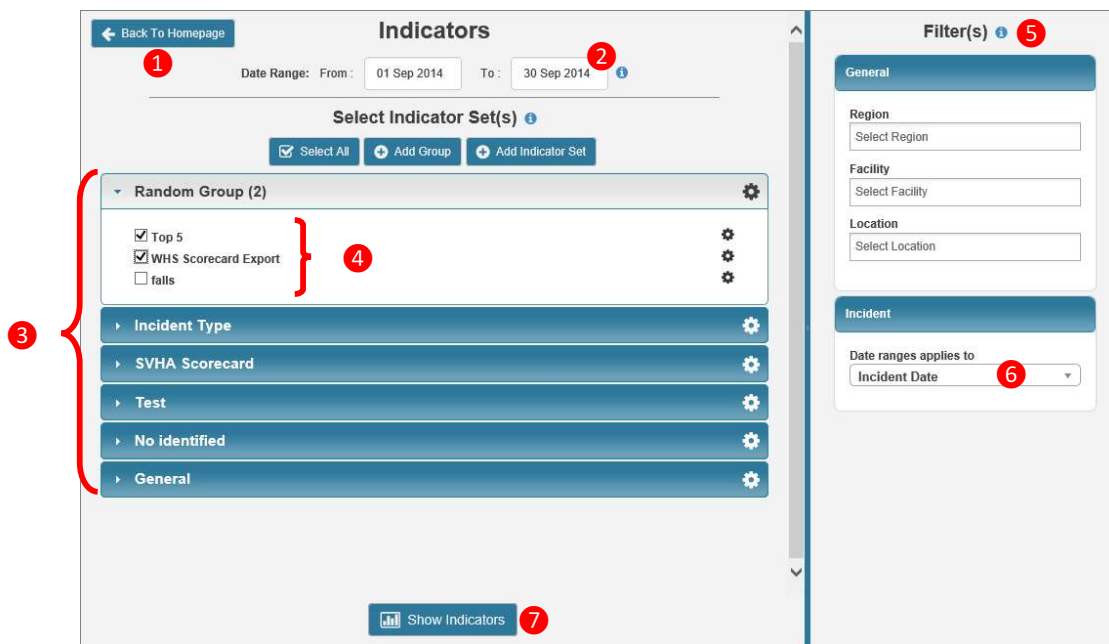 Back To Homepage
Indicators
1
2
Date Range: From : 01 Sep 2014 To : 30 Sep 2014
Select Indicator Set(s)
Select All Add Group Add Indicator Set
3
Random Group (2)
Top 5
WHS Scorecard Export
falls
4
Incident Type
SVHA Scorecard
Test
No identified
General
Show Indicators 7
Filter(s) 5
General
Region
Select Region
Facility
Select Facility
Location
Select Location
Incident
Date ranges applies to
Incident Date 6